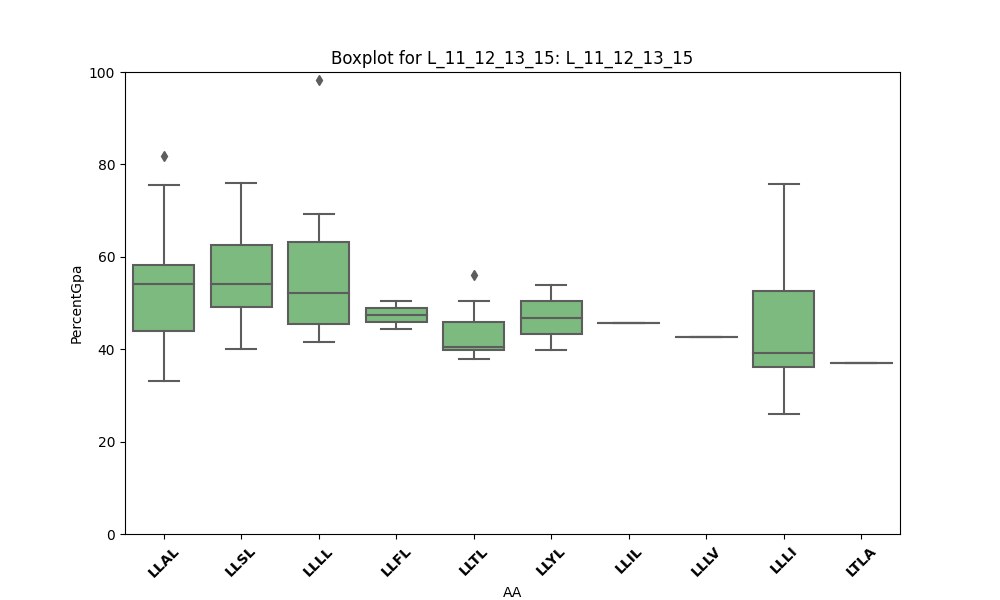 Boxplot for L_11_12_13_15: L_11_12_13_15
PercentGpa
100
80
60
40
20
0
LLAL LLSL LLLL LLFL LLTL LLYL LLIL LLLV LLLI LTLA
AA